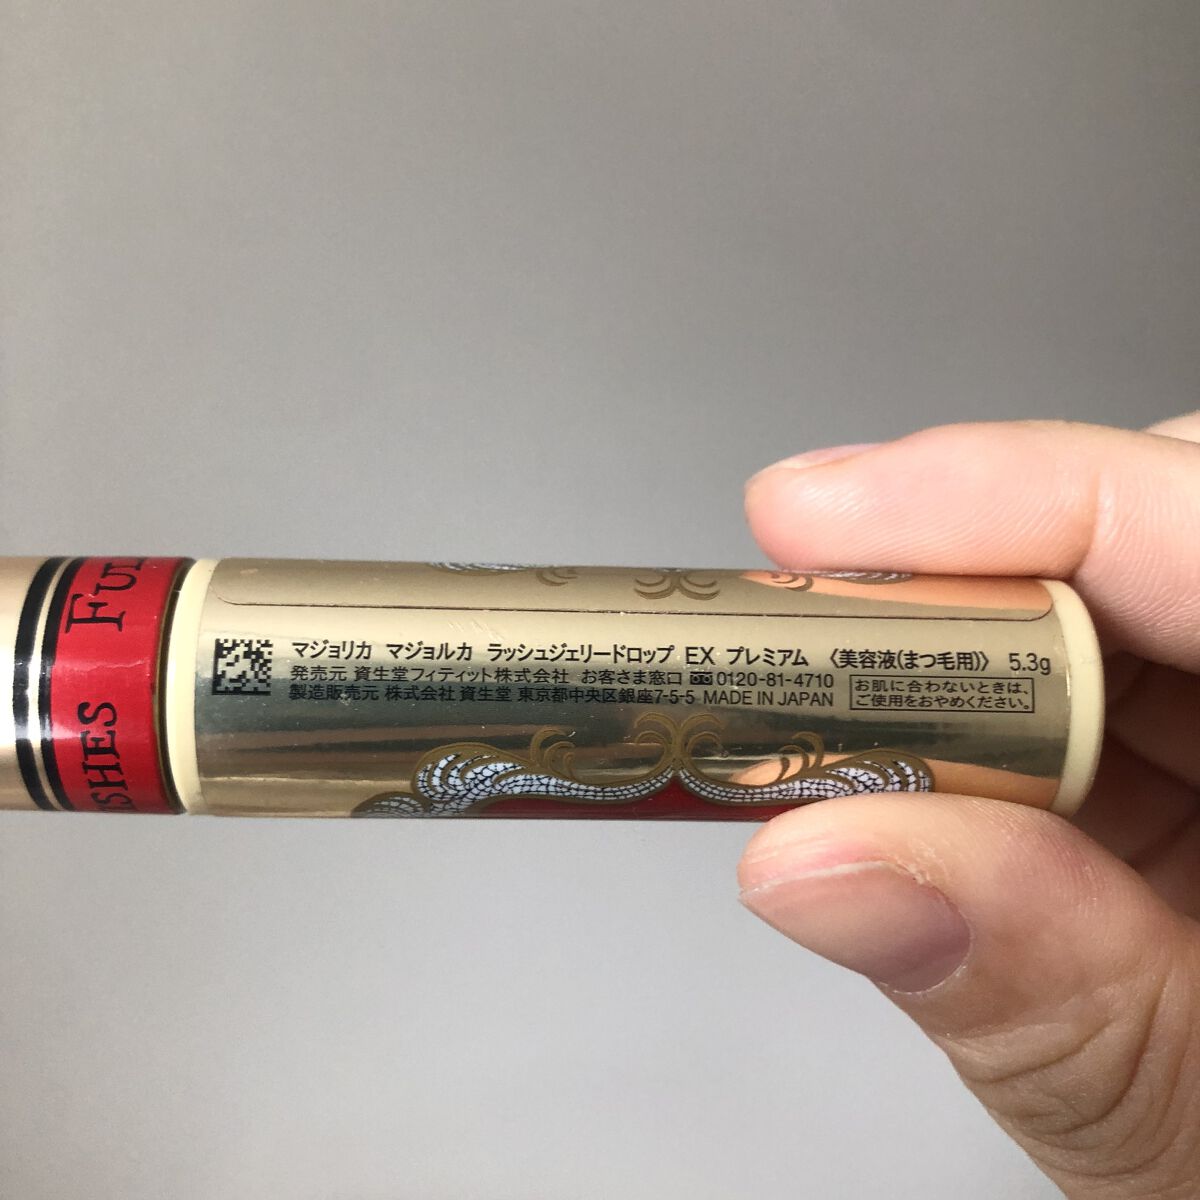 マジョリカ マジョルカ ラッシュジェリードロップ EX プレミアム 〈美容液(まつ毛用)〉 5.3g
発売元 資生堂フィティット株式会社 お客さま窓口 0120-81-4710
製造販売元 株式会社 資生堂 東京都中央区銀座7-5-5 MADE IN JAPAN
お肌に合わないときは、
ご使用をおやめください。